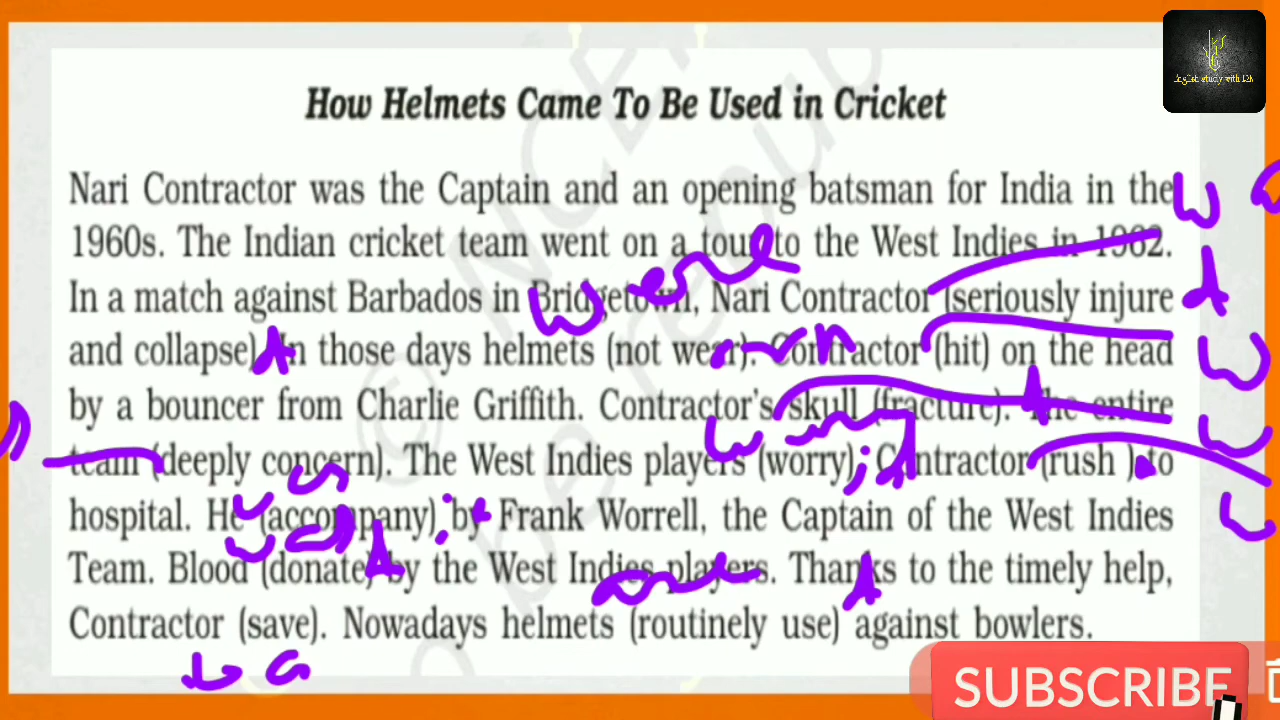 How Helmets Came To Be Used in Cricket
Nari Contractor was the Captain and an opening batsman for India in the
1960s. The Indian cricket team went on a tour to the West Indies in 1962.
In a match against Barbados in Bridgetown, Nari Contractor (seriously injure
and collapse). In those days helmets (not wear). Contractor (hit) on the head
by a bouncer from Charlie Griffith. Contractor's skull (fracture). The entire
team (deeply concern). The West Indies players (worry). Contractor (rush ) to
hospital. He (accompany) by Frank Worrell, the Captain of the West Indies
Team. Blood (donate) by the West Indies players. Thanks to the timely help,
Contractor (save). Nowadays helmets (routinely use) against bowlers.
were
SUBSCRIBE